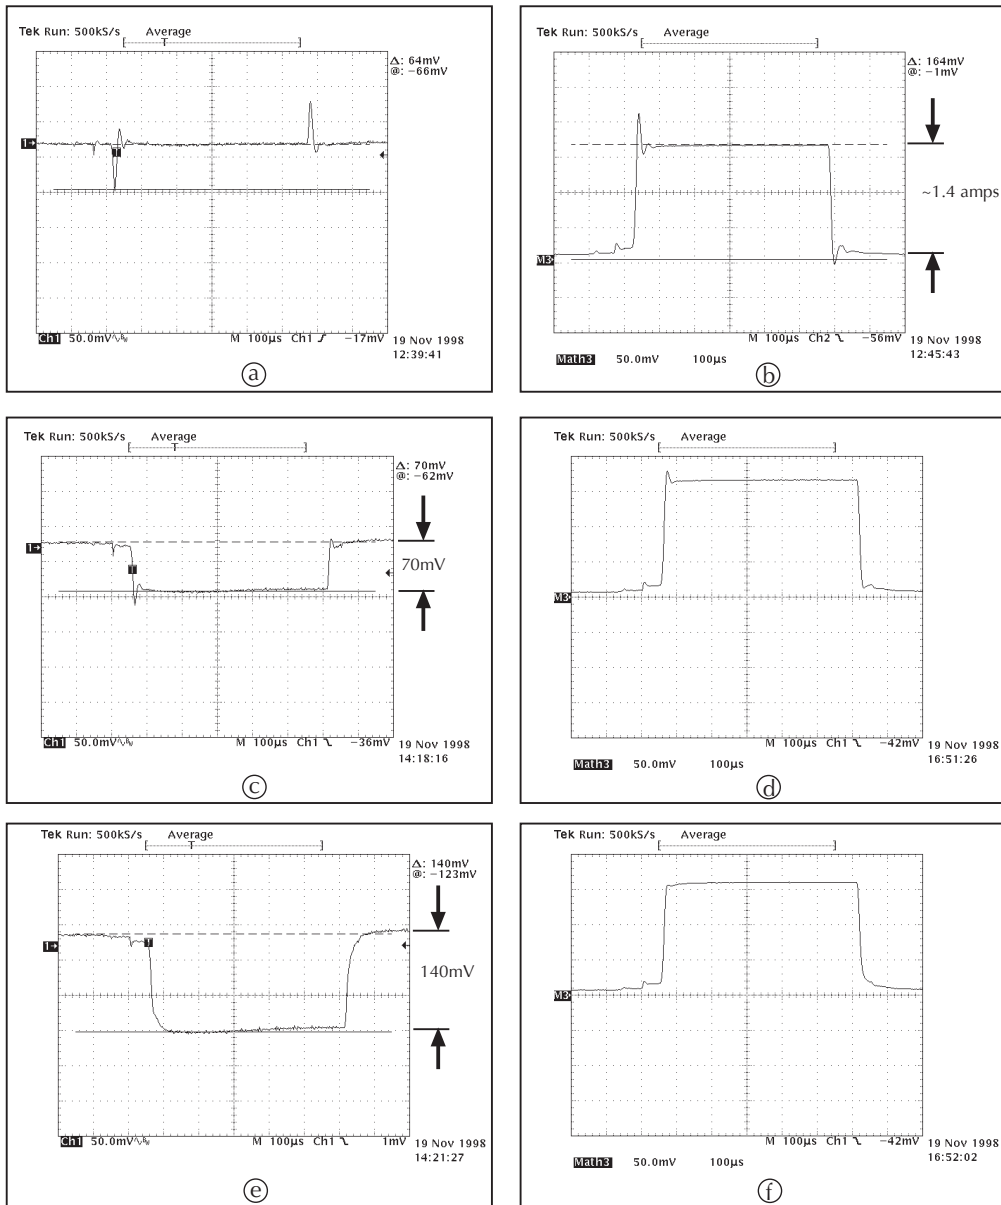 Tek Run: 500kS/s Average
Δ: 64mV
@: −66mV
1→
T
Ch1 50.0mV M 100µs Ch1 −17mV
19 Nov 1998
12:39:41
a
Tek Run: 500kS/s Average
Δ: 164mV
@: −1mV
~1.4 amps
M3
M 100µs Ch2 −56mV
Math3 50.0mV 100µs
19 Nov 1998
12:45:43
b
Tek Run: 500kS/s Average
T
Δ: 70mV
@: −62mV
1→
T
70mV
Ch1 50.0mV M 100µs Ch1 −36mV
19 Nov 1998
14:18:16
c
Tek Run: 500kS/s Average
M3
M 100µs Ch1 −42mV
Math3 50.0mV 100µs
19 Nov 1998
16:51:26
d
Tek Run: 500kS/s Average
T
Δ: 140mV
@: −123mV
1→
T
140mV
Ch1 50.0mV M 100µs Ch1 1mV
19 Nov 1998
14:21:27
e
Tek Run: 500kS/s Average
M3
M 100µs Ch1 −42mV
Math3 50.0mV 100µs
19 Nov 1998
16:52:02
f